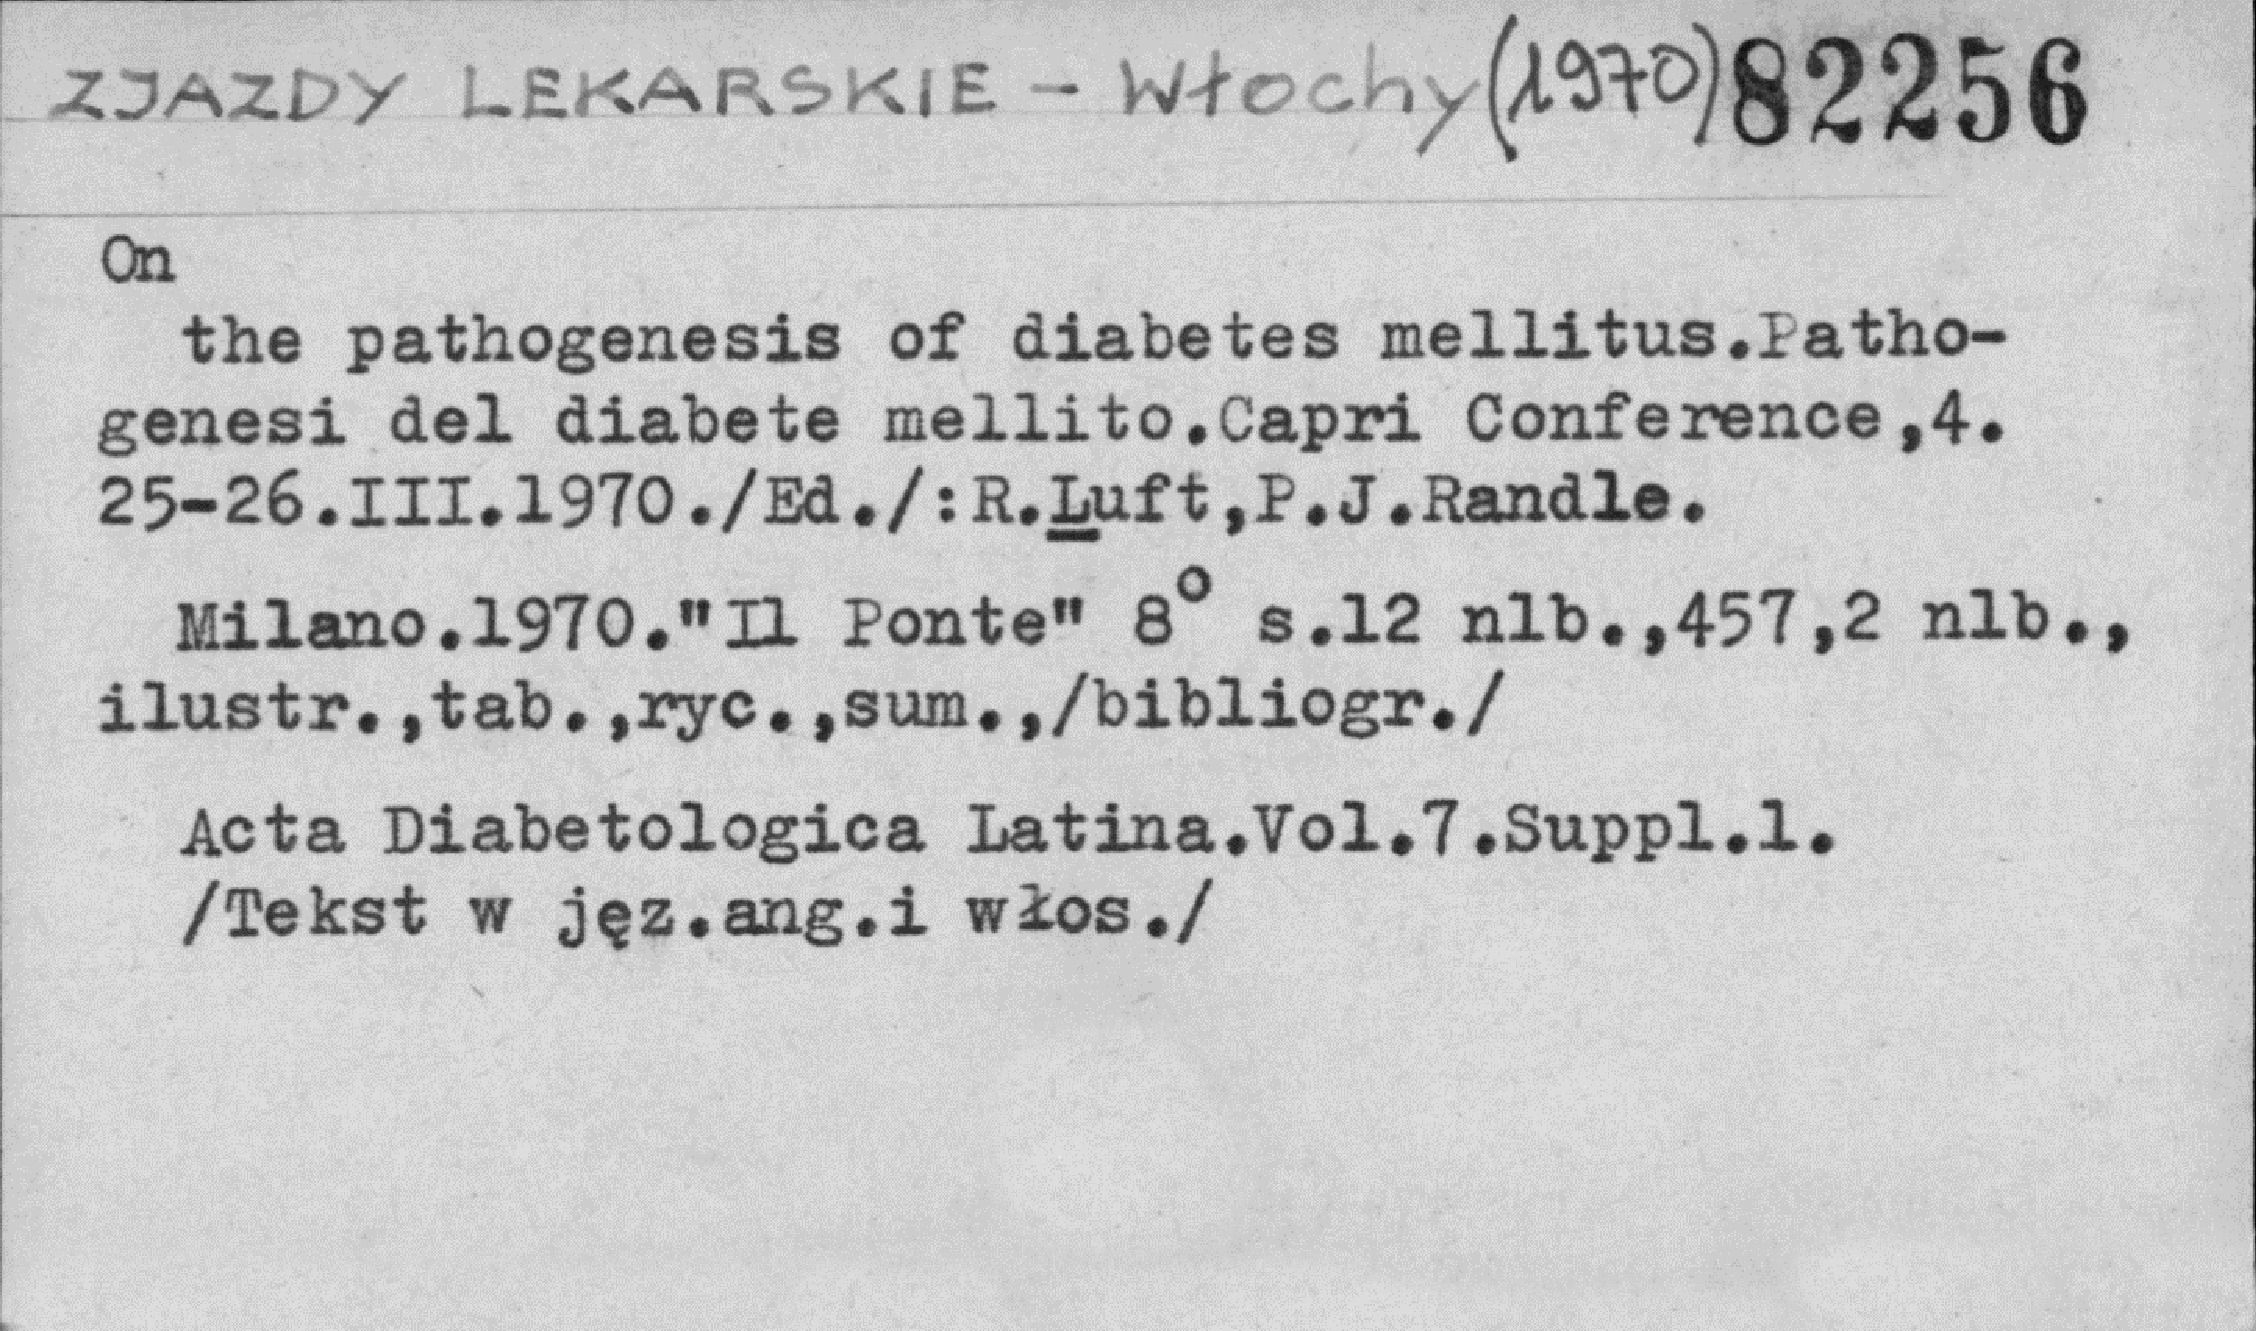 ZJAZDY LEKARSKIE - Włochy (1970) 82256
On
the pathogenesis of diabetes mellitus.Patho-
genesi del diabete mellito.Capri Conference,4.
25-26.III.1970./Ed./:R.Luft,P.J.Randle.
Milano.1970."Il Ponte" 8° s.12 nlb.,457,2 nlb.,
ilustr.,tab.,ryc.,sum.,/bibliogr./
Acta Diabetologica Latina.Vol.7.Suppl.1.
/Tekst w jęz.ang.i włos./